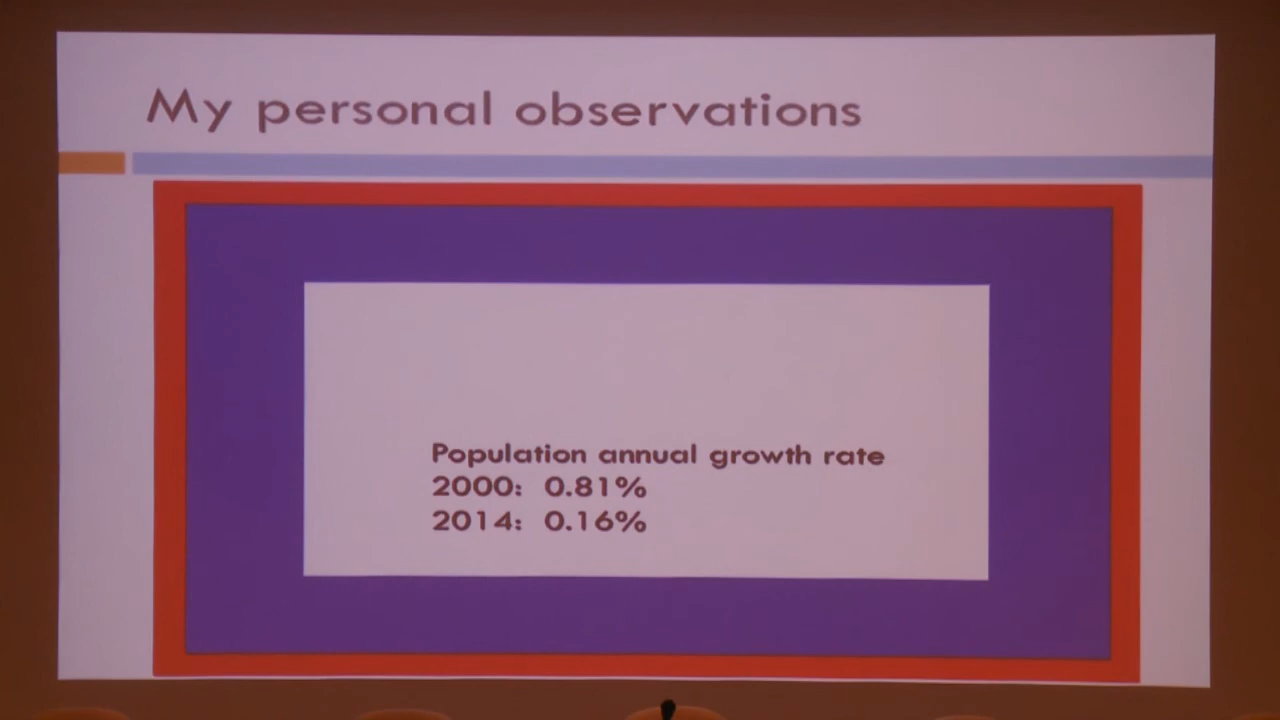 My personal observations
Population annual growth rate
2000: 0.81%
2014: 0.16%